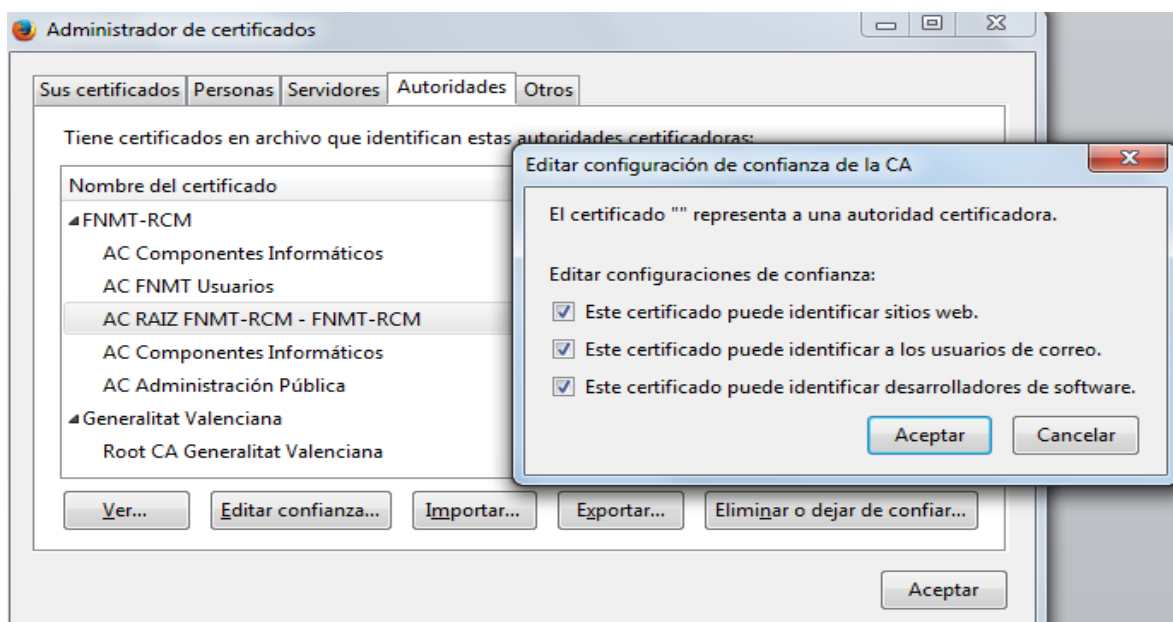 Administrador de certificados
Sus certificados Personas Servidores Autoridades Otros
Tiene certificados en archivo que identifican estas autoridades certificadoras:
Nombre del certificado
FNMT-RCM
AC Componentes Informáticos
AC FNMT Usuarios
AC RAIZ FNMT-RCM - FNMT-RCM
AC Componentes Informáticos
AC Administración Pública
Generalitat Valenciana
Root CA Generalitat Valenciana
Ver... Editar confianza... Importar... Exportar... Eliminar o dejar de confiar...
Aceptar
Editar configuración de confianza de la CA
El certificado "" representa a una autoridad certificadora.
Editar configuraciones de confianza:
Este certificado puede identificar sitios web.
Este certificado puede identificar a los usuarios de correo.
Este certificado puede identificar desarrolladores de software.
Aceptar Cancelar